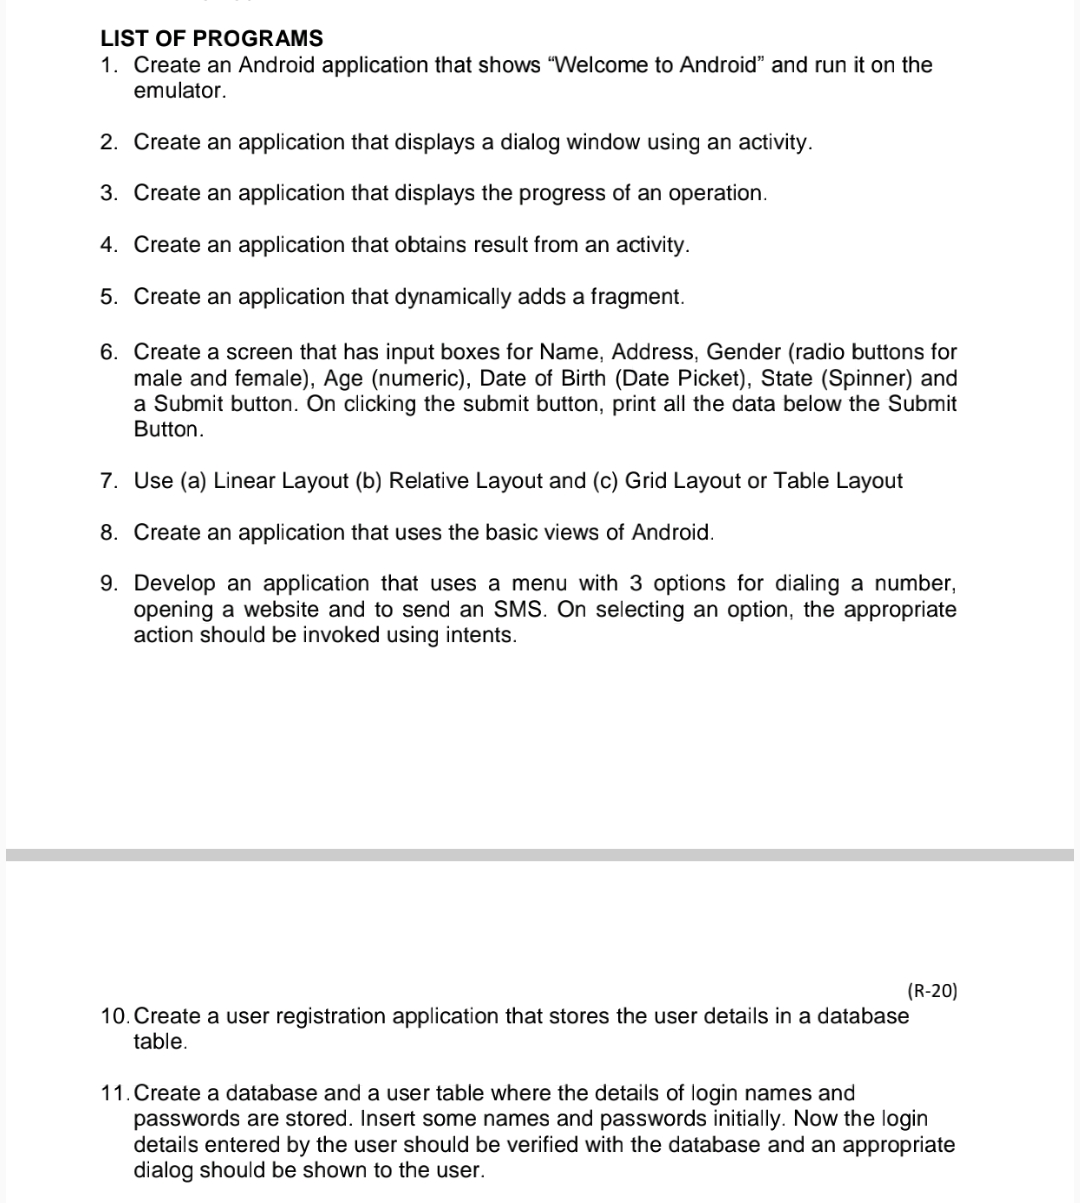 LIST OF PROGRAMS
1. Create an Android application that shows “Welcome to Android” and run it on the
emulator.
2. Create an application that displays a dialog window using an activity.
3. Create an application that displays the progress of an operation.
4. Create an application that obtains result from an activity.
5. Create an application that dynamically adds a fragment.
6. Create a screen that has input boxes for Name, Address, Gender (radio buttons for
male and female), Age (numeric), Date of Birth (Date Picket), State (Spinner) and
a Submit button. On clicking the submit button, print all the data below the Submit
Button.
7. Use (a) Linear Layout (b) Relative Layout and (c) Grid Layout or Table Layout
8. Create an application that uses the basic views of Android.
9. Develop an application that uses a menu with 3 options for dialing a number,
opening a website and to send an SMS. On selecting an option, the appropriate
action should be invoked using intents.
(R-20)
10. Create a user registration application that stores the user details in a database
table.
11. Create a database and a user table where the details of login names and
passwords are stored. Insert some names and passwords initially. Now the login
details entered by the user should be verified with the database and an appropriate
dialog should be shown to the user.